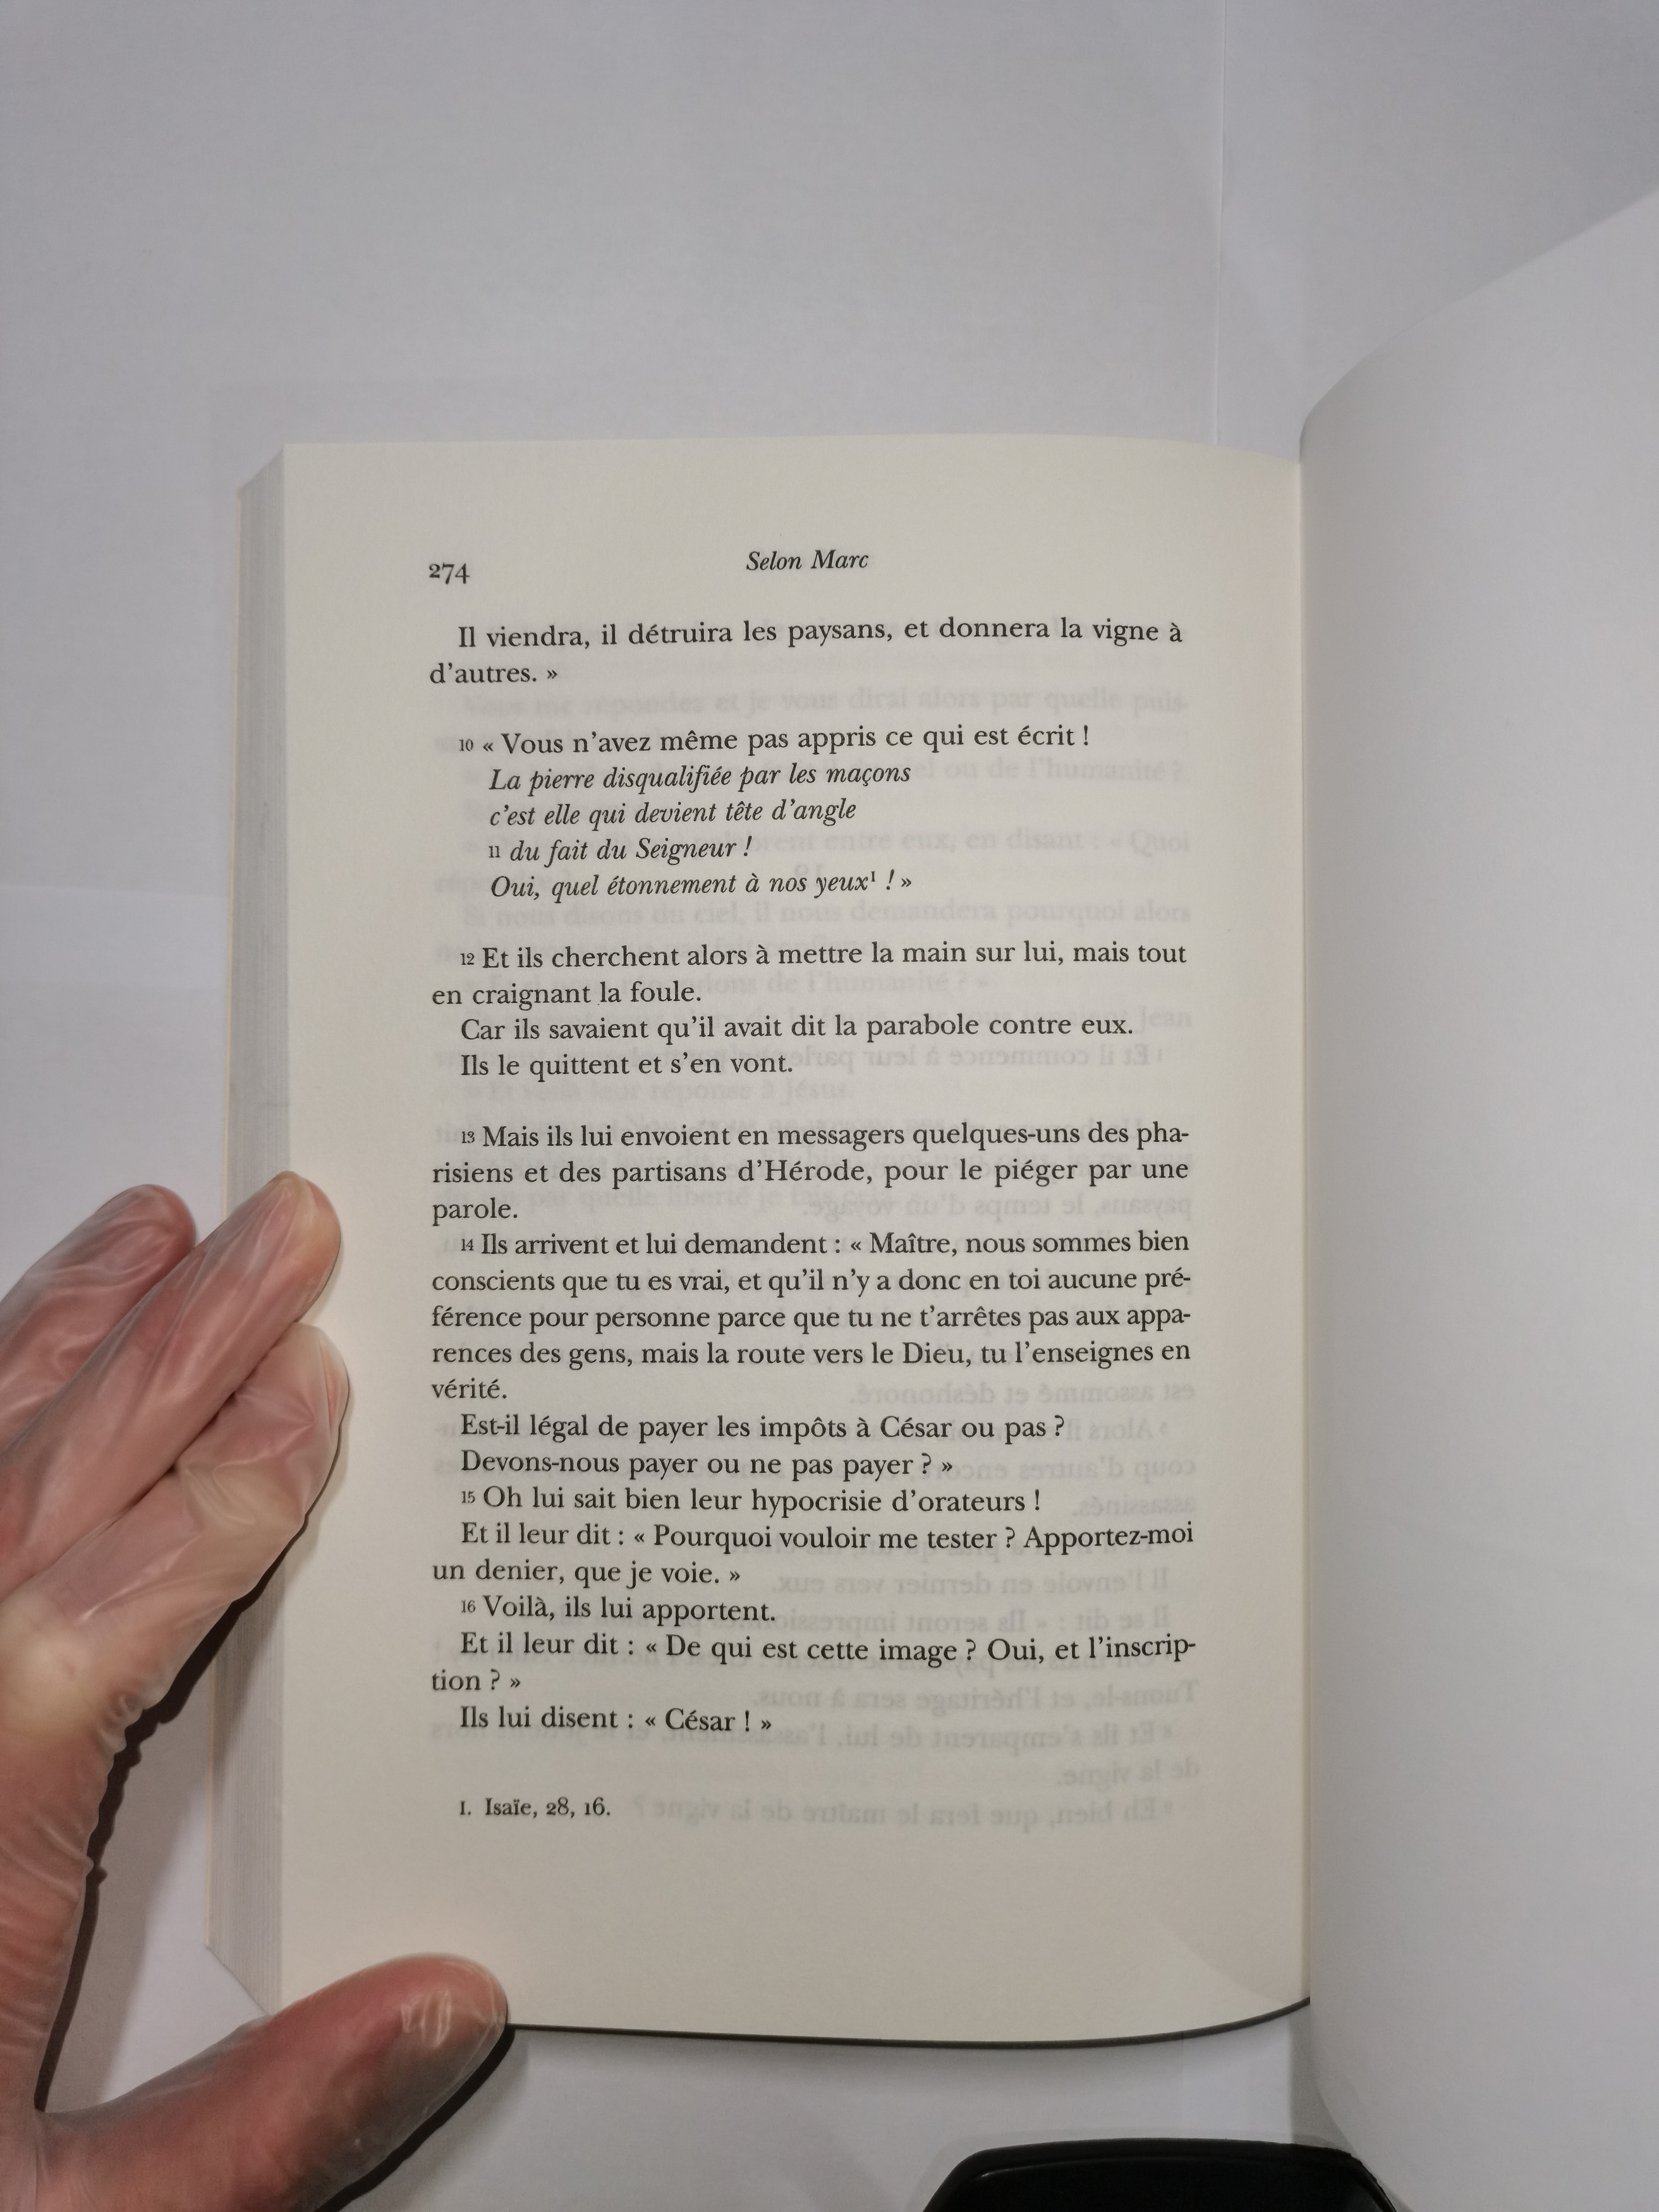 274
Selon Marc
Il viendra, il détruira les paysans, et donnera la vigne à
d’autres. »
10 « Vous n’avez même pas appris ce qui est écrit !
La pierre disqualifiée par les maçons
c’est elle qui devient tête d’angle
11 du fait du Seigneur !
Oui, quel étonnement à nos yeux¹ ! »
12 Et ils cherchent alors à mettre la main sur lui, mais tout
en craignant la foule.
Car ils savaient qu’il avait dit la parabole contre eux.
Ils le quittent et s’en vont.
13 Mais ils lui envoient en messagers quelques-uns des pha-
risiens et des partisans d’Hérode, pour le piéger par une
parole.
14 Ils arrivent et lui demandent : « Maître, nous sommes bien
conscients que tu es vrai, et qu’il n’y a donc en toi aucune pré-
férence pour personne parce que tu ne t’arrêtes pas aux appa-
rences des gens, mais la route vers le Dieu, tu l’enseignes en
vérité.
Est-il légal de payer les impôts à César ou pas ?
Devons-nous payer ou ne pas payer ? »
15 Oh lui sait bien leur hypocrisie d’orateurs !
Et il leur dit : « Pourquoi vouloir me tester ? Apportez-moi
un denier, que je voie. »
16 Voilà, ils lui apportent.
Et il leur dit : « De qui est cette image ? Oui, et l’inscrip-
tion ? »
Ils lui disent : « César ! »
1. Isaïe, 28, 16.